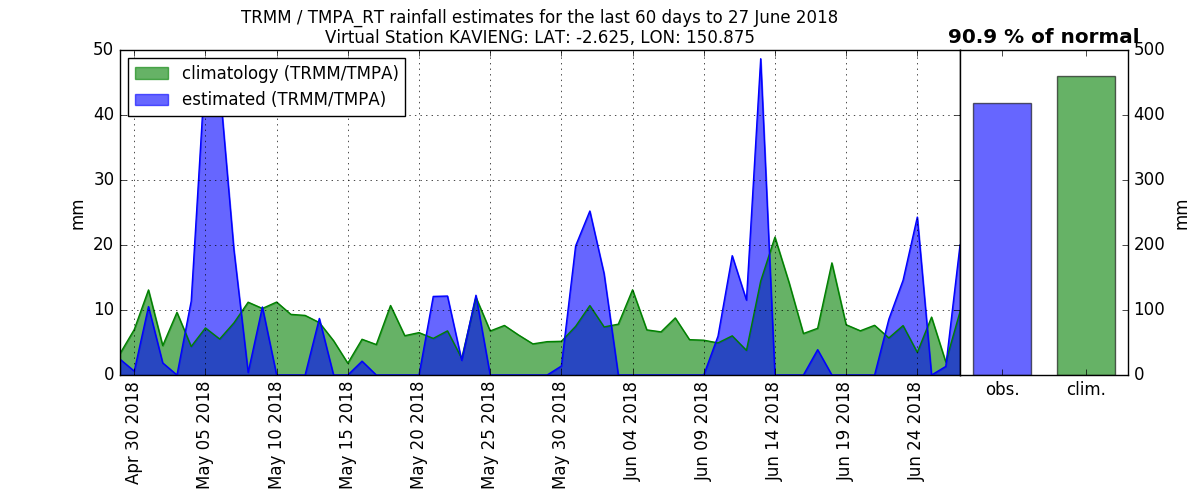 TRMM / TMPA_RT rainfall estimates for the last 60 days to 27 June 2018
Virtual Station KAVIENG: LAT: -2.625, LON: 150.875
90.9 % of normal
climatology (TRMM/TMPA)
estimated (TRMM/TMPA)
50
40
30
20
10
0
mm
Apr 30 2018
May 05 2018
May 10 2018
May 15 2018
May 20 2018
May 25 2018
May 30 2018
Jun 04 2018
Jun 09 2018
Jun 14 2018
Jun 19 2018
Jun 24 2018
obs.
clim.
500
400
300
200
100
0
mm